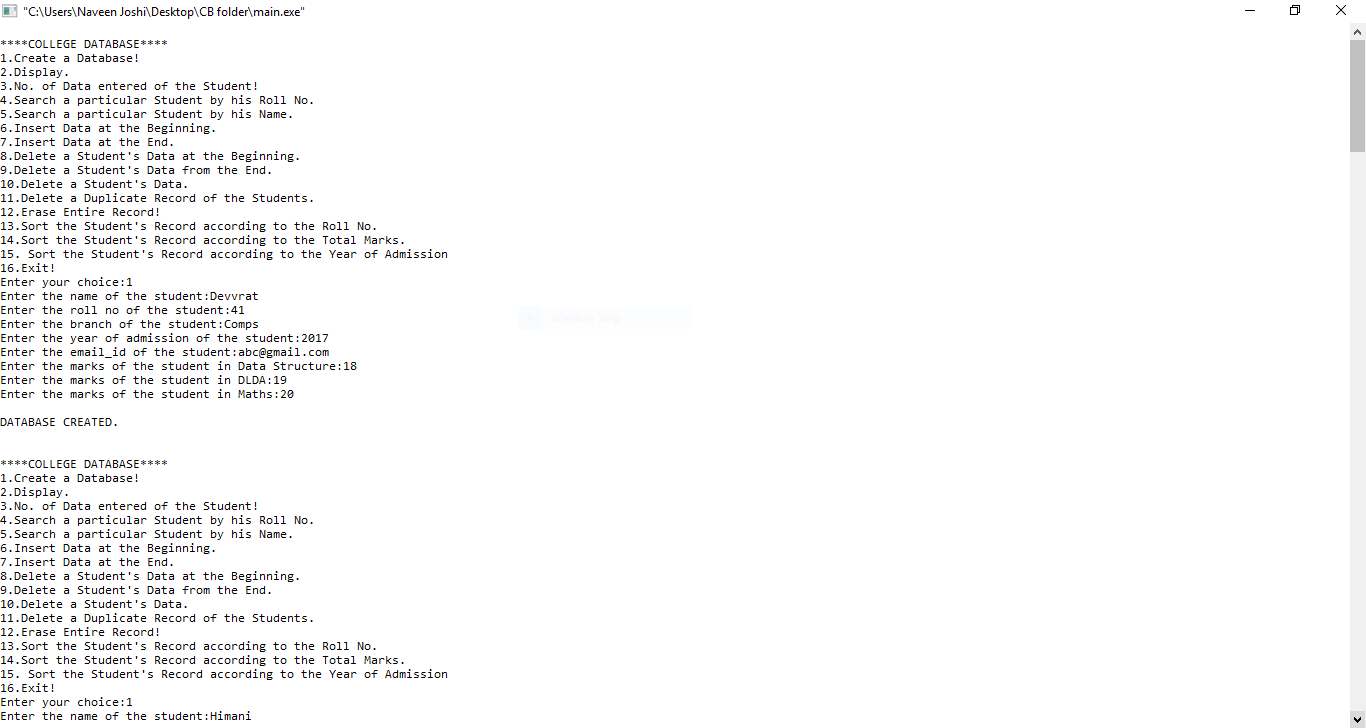 "C:\Users\Naveen Joshi\Desktop\CB folder\main.exe"
****COLLEGE DATABASE****
1.Create a Database!
2.Display.
3.No. of Data entered of the Student!
4.Search a particular Student by his Roll No.
5.Search a particular Student by his Name.
6.Insert Data at the Beginning.
7.Insert Data at the End.
8.Delete a Student's Data at the Beginning.
9.Delete a Student's Data from the End.
10.Delete a Student's Data.
11.Delete a Duplicate Record of the Students.
12.Erase Entire Record!
13.Sort the Student's Record according to the Roll No.
14.Sort the Student's Record according to the Total Marks.
15. Sort the Student's Record according to the Year of Admission
16.Exit!
Enter your choice:1
Enter the name of the student:Devvrat
Enter the roll no of the student:41
Enter the branch of the student:Comps
Enter the year of admission of the student:2017
Enter the email_id of the student:abc@gmail.com
Enter the marks of the student in Data Structure:18
Enter the marks of the student in DLDA:19
Enter the marks of the student in Maths:20
DATABASE CREATED.
****COLLEGE DATABASE****
1.Create a Database!
2.Display.
3.No. of Data entered of the Student!
4.Search a particular Student by his Roll No.
5.Search a particular Student by his Name.
6.Insert Data at the Beginning.
7.Insert Data at the End.
8.Delete a Student's Data at the Beginning.
9.Delete a Student's Data from the End.
10.Delete a Student's Data.
11.Delete a Duplicate Record of the Students.
12.Erase Entire Record!
13.Sort the Student's Record according to the Roll No.
14.Sort the Student's Record according to the Total Marks.
15. Sort the Student's Record according to the Year of Admission
16.Exit!
Enter your choice:1
Enter the name of the student:Himani